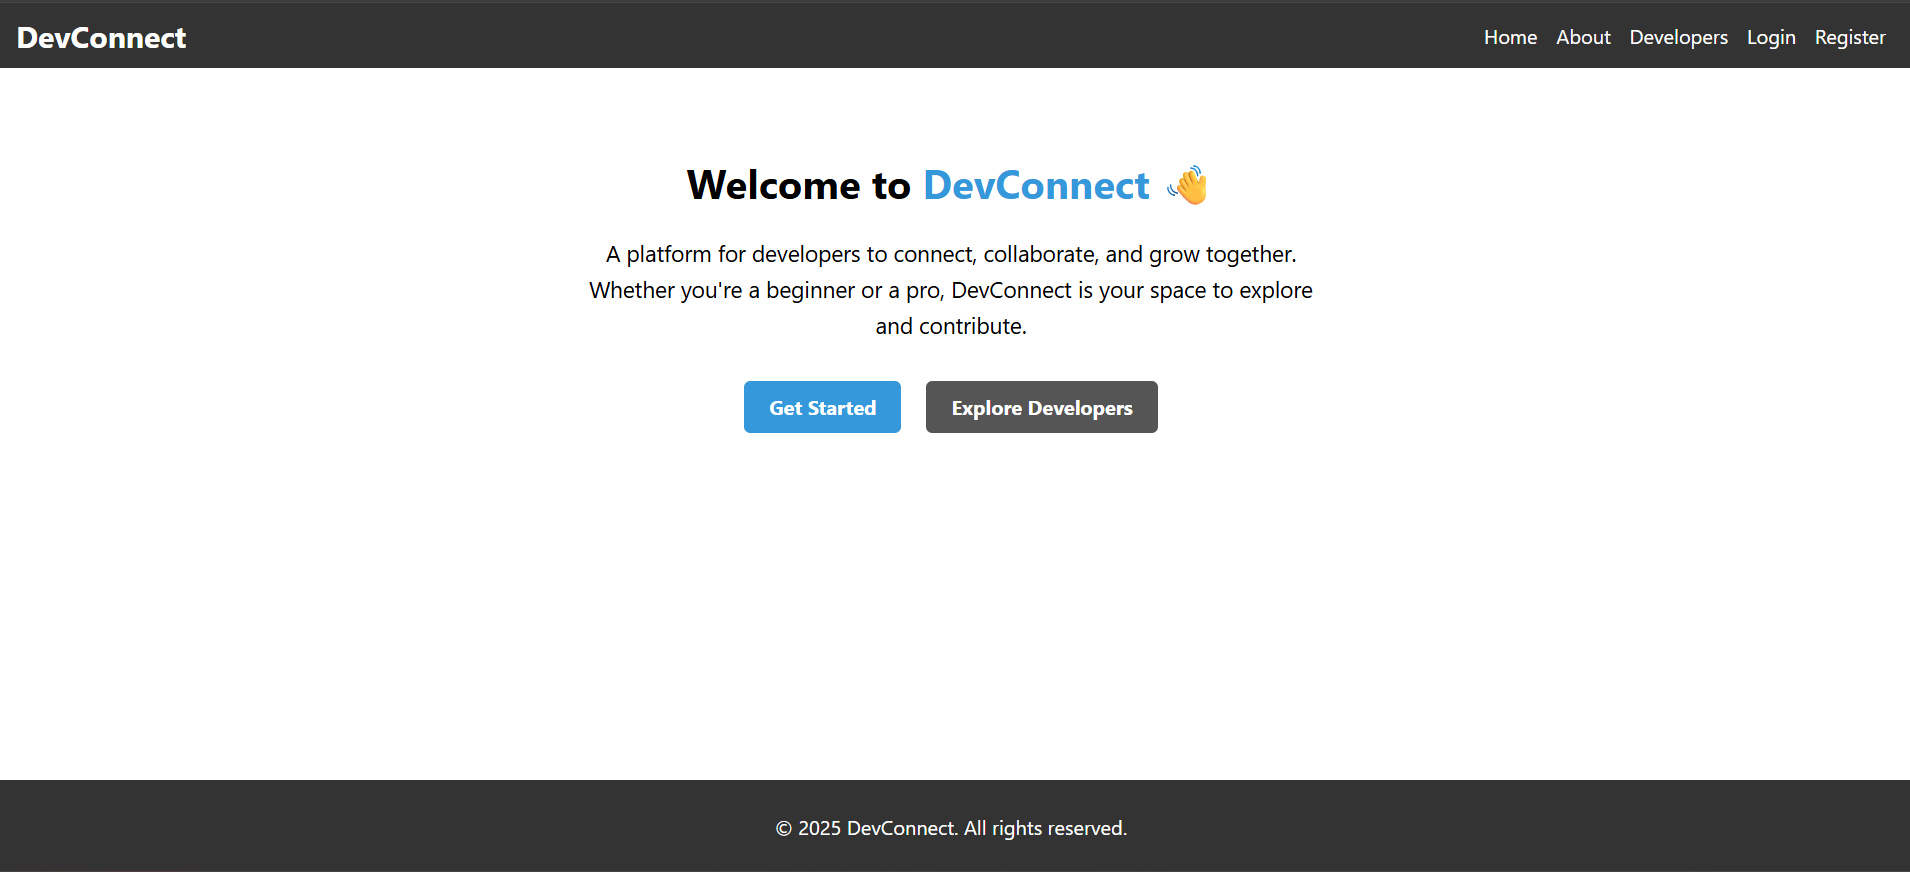 DevConnect
Home About Developers Login Register
Welcome to DevConnect 👋
A platform for developers to connect, collaborate, and grow together.
Whether you're a beginner or a pro, DevConnect is your space to explore
and contribute.
Get Started Explore Developers
© 2025 DevConnect. All rights reserved.